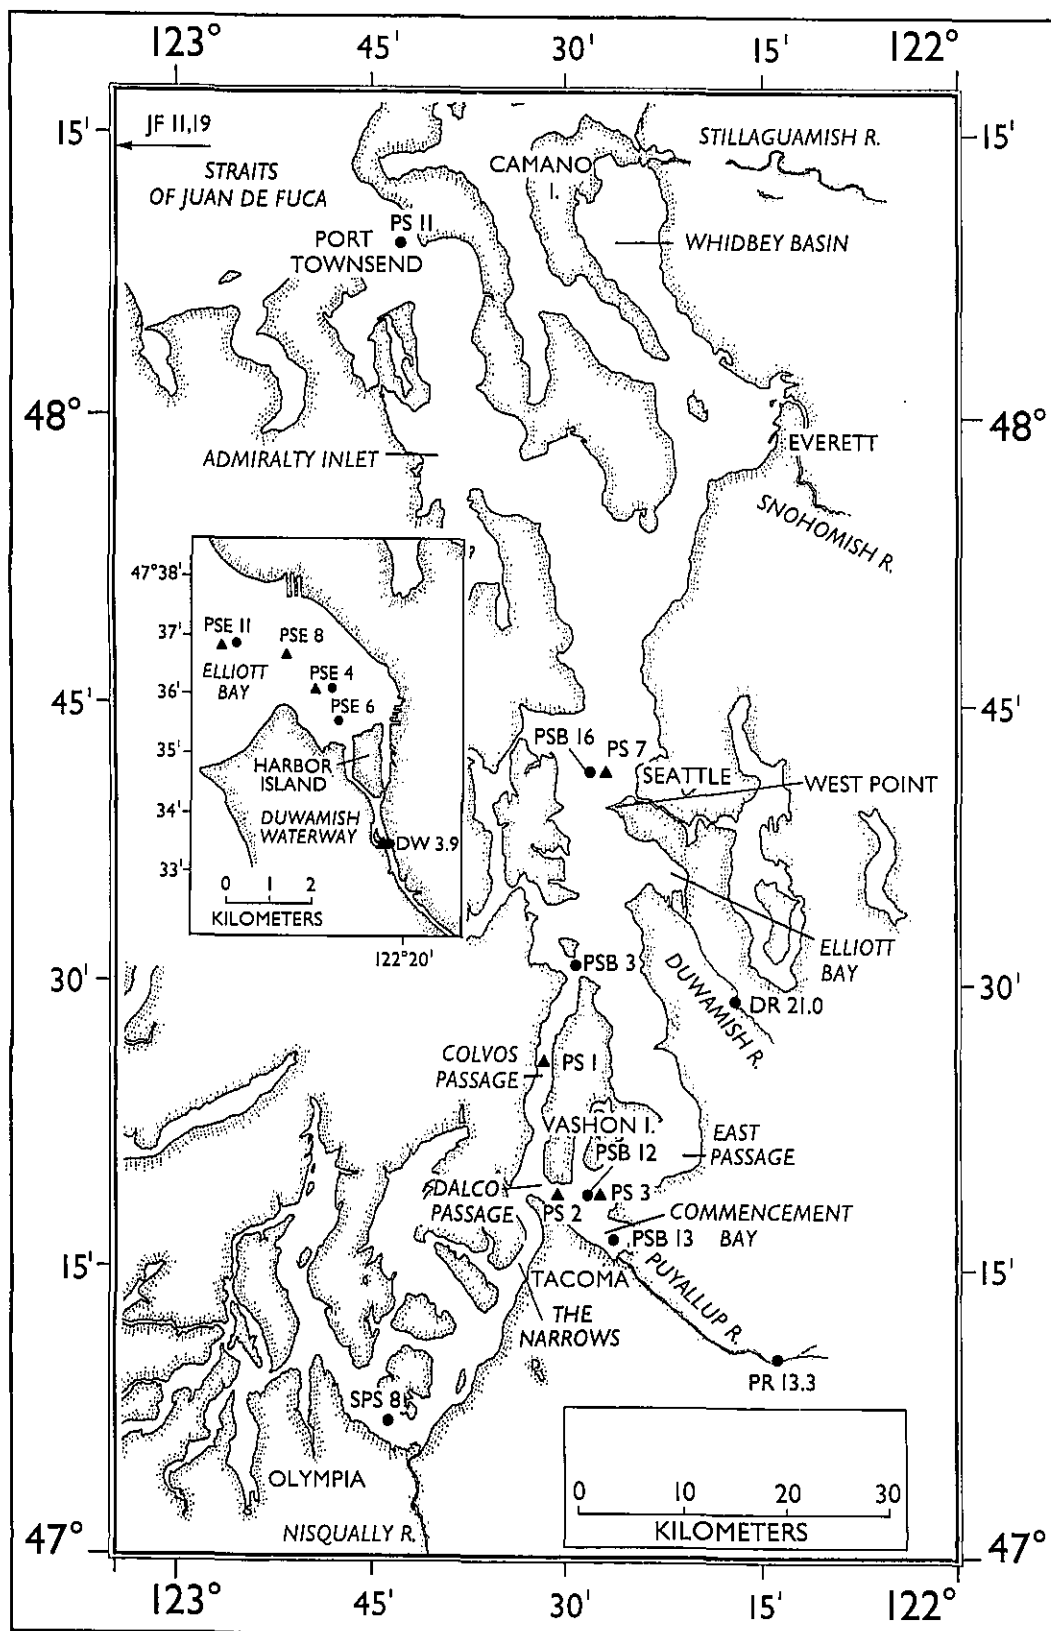 123° 45' 30' 15' 122°
15' 15'
JF 11,19
STRAITS
OF JUAN DE FUCA
CAMANO
I.
STILLAGUAMISH R.
PS 11
PORT
TOWNSEND
WHIDBEY BASIN
48° 48°
EVERETT
ADMIRALTY INLET
SNOHOMISH R.
47°38'
37'
36'
35'
34'
33'
PSE 11
PSE 8
ELLIOTT
BAY
PSE 4
PSE 6
HARBOR
ISLAND
DUWAMISH
WATERWAY
DW 3.9
0 1 2
KILOMETERS
122°20'
45' 45'
PSB 16
PS 7
SEATTLE
WEST POINT
ELLIOTT
BAY
30' 30'
PSB 3
DUWAMISH R.
DR 21.0
COLVOS
PASSAGE
PS 1
VASHON I.
PSB 12
EAST
PASSAGE
DALCO
PASSAGE
PS 2
PS 3
COMMENCEMENT
BAY
PSB 13
15' 15'
TACOMA
PUYALLUP R.
THE
NARROWS
PR 13.3
SPS 8
OLYMPIA
NISQUALLY R.
0 10 20 30
KILOMETERS
47° 47°
123° 45' 30' 15' 122°